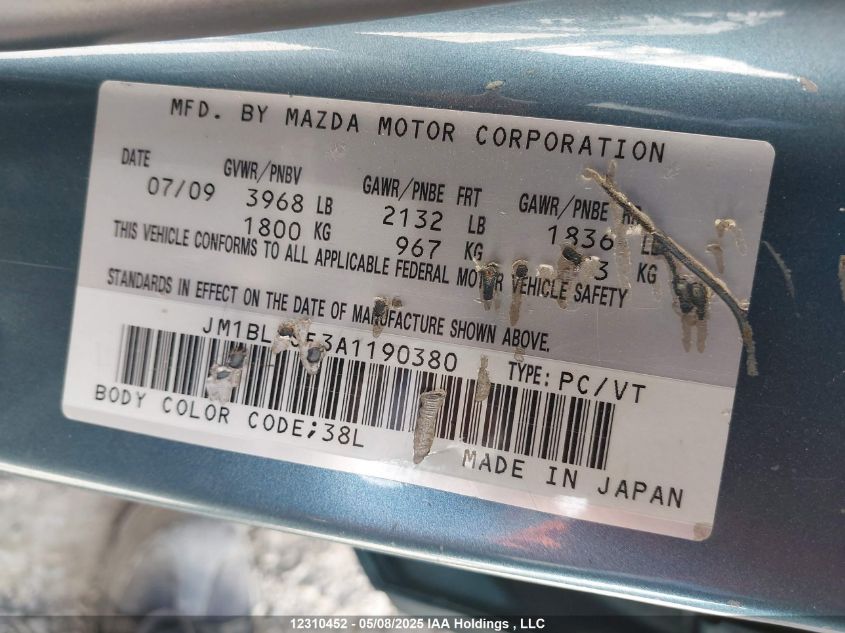 MFD. BY MAZDA MOTOR CORPORATION
DATE GVWR/PNBV GAWR/PNBE FRT GAWR/PNBE
07/09 3968 LB 2132 LB 1836 LB
1800 KG 967 KG KG
THIS VEHICLE CONFORMS TO ALL APPLICABLE FEDERAL MOTOR VEHICLE SAFETY
STANDARDS IN EFFECT ON THE DATE OF MANUFACTURE SHOWN ABOVE.
TYPE: PC/VT
BODY COLOR CODE;38L
MADE IN JAPAN
12310452 - 05/08/2025 IAA Holdings , LLC